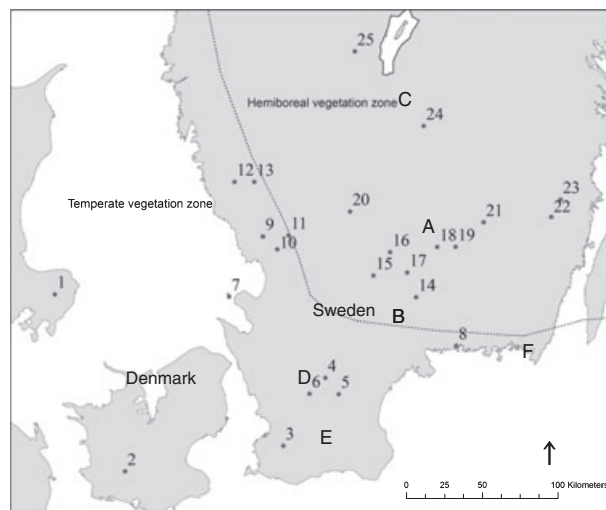 25
Hemiboreal vegetation zone C
24
12 13
23
Temperate vegetation zone
20
22
21
A
9 11
18 19
10
16
17
15
1
7
14
Sweden
B
8
F
4
Denmark
D
6 5
E
3
2
0 25 50 100 Kilometers